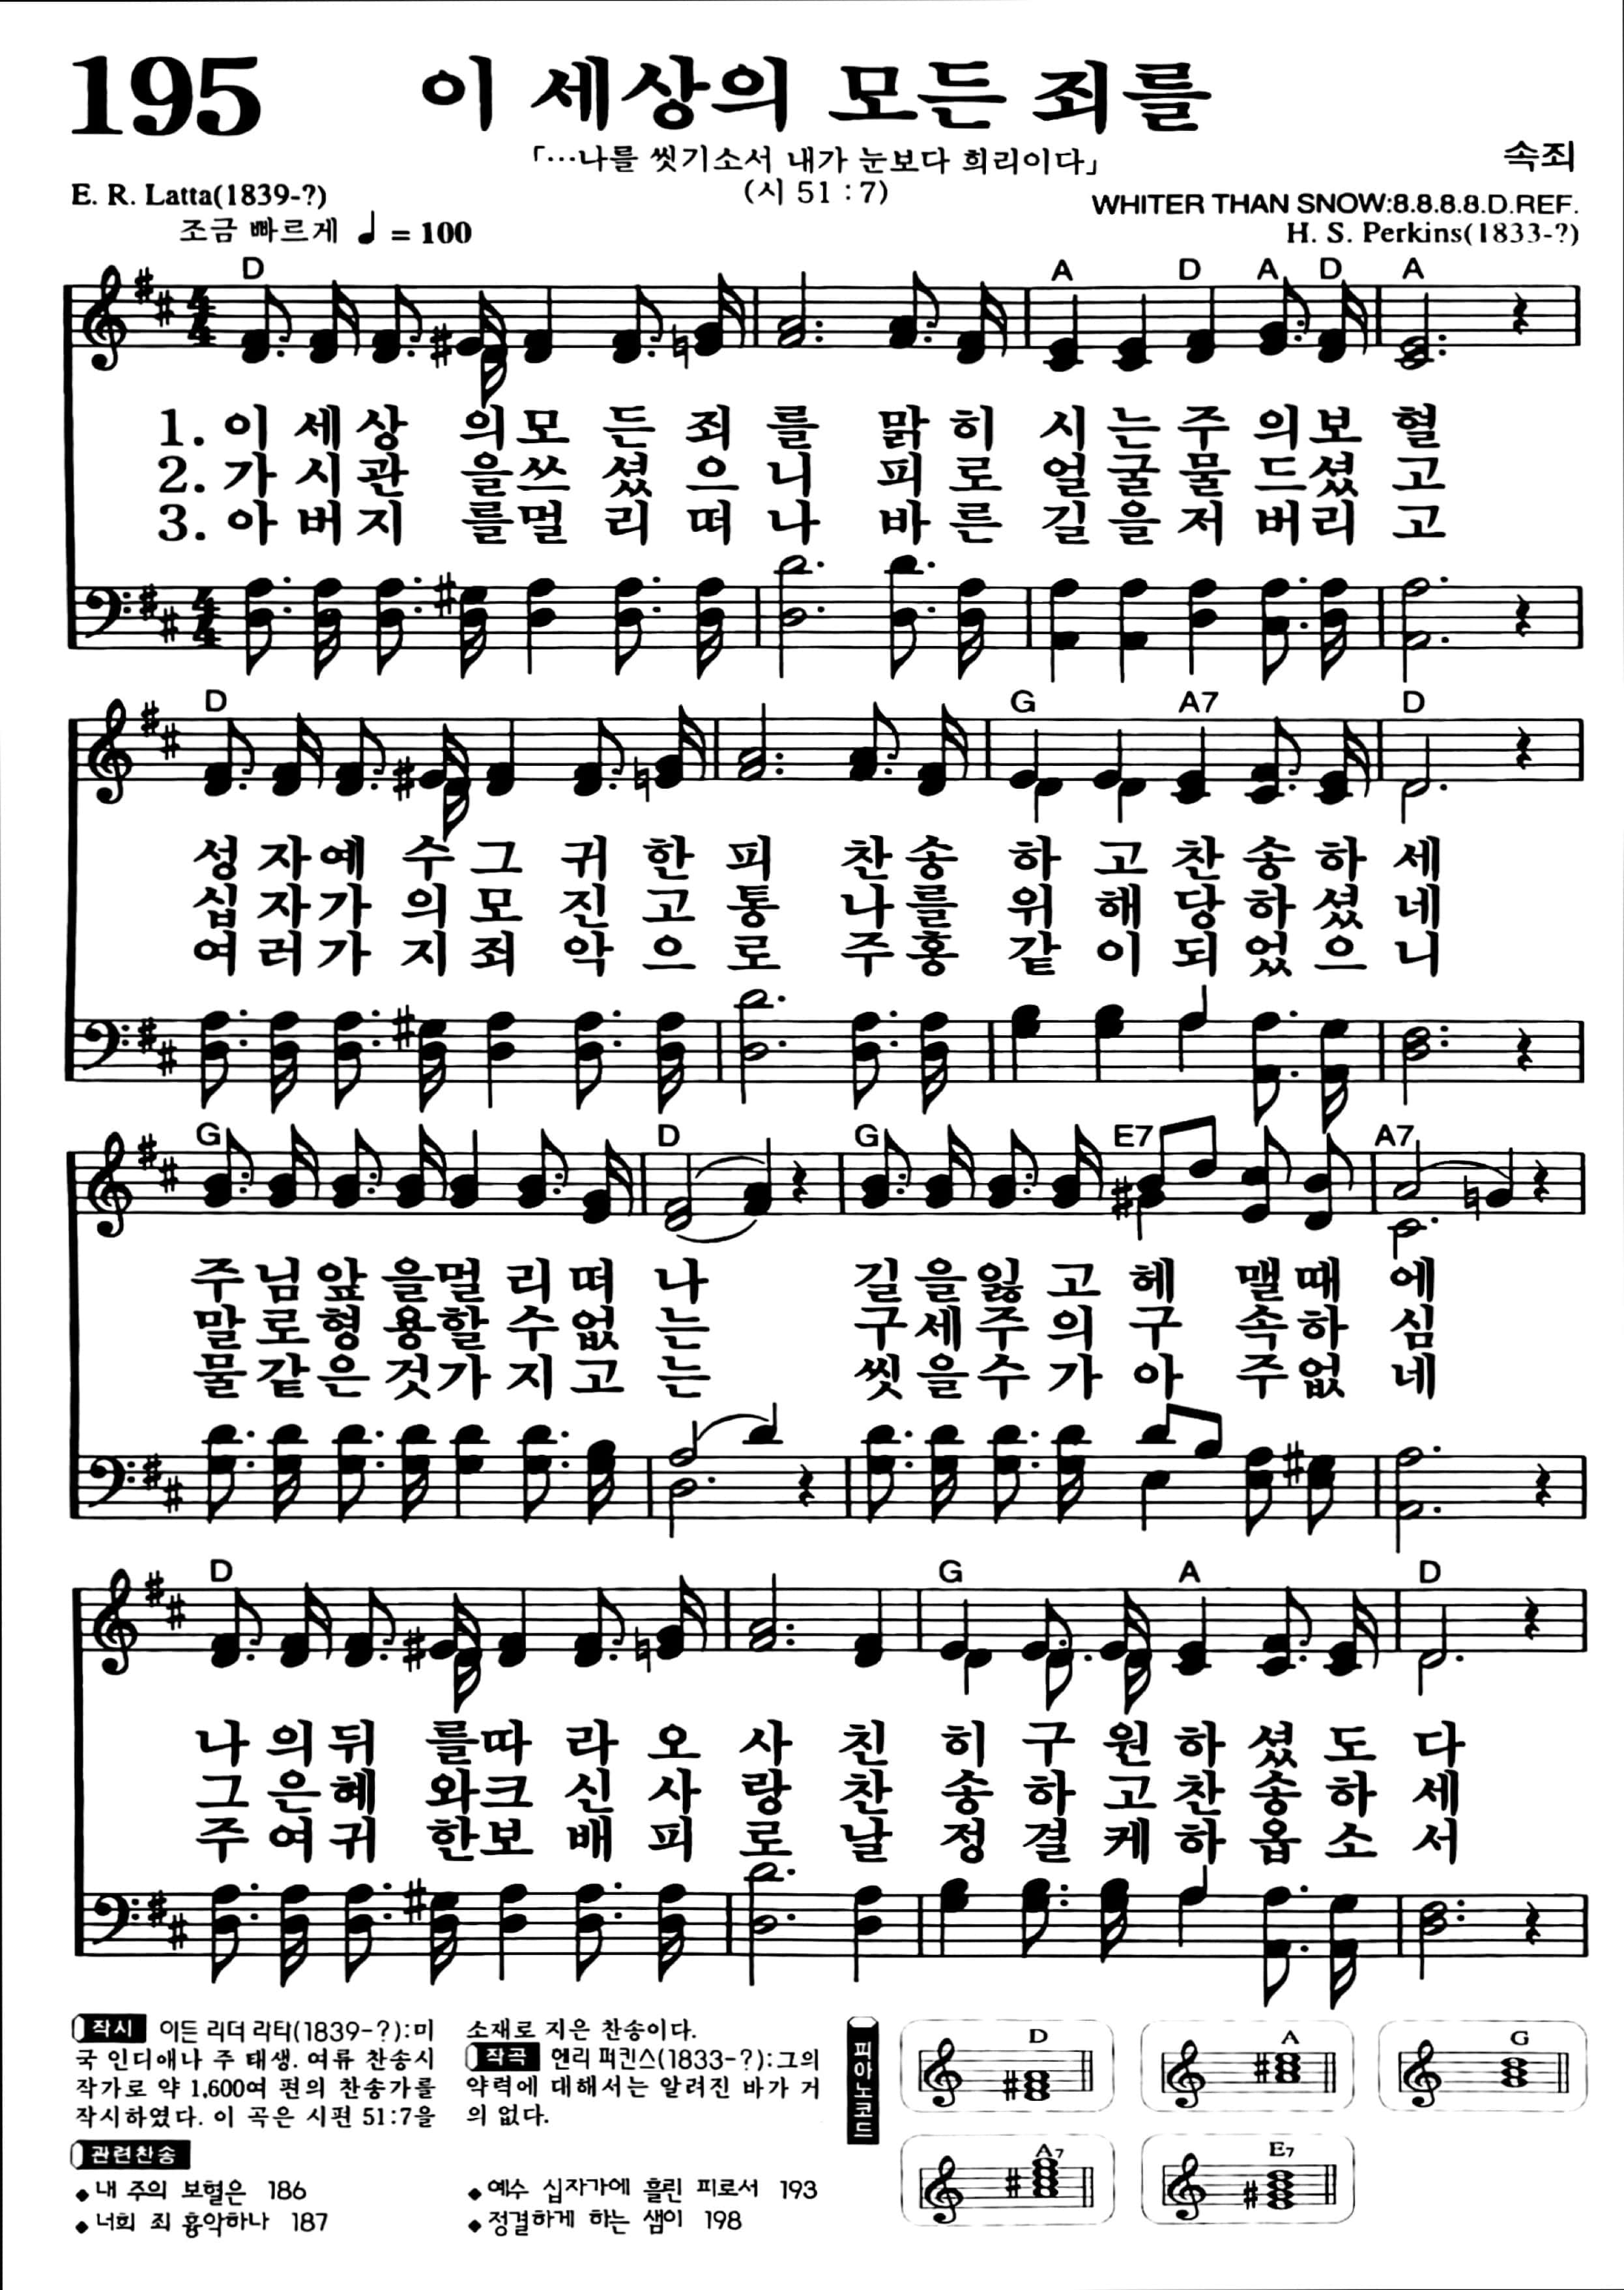 195
이 세상의 모든 죄를
「…나를 씻기소서 내가 눈보다 희리이다」
(시 51 : 7)
속죄
E. R. Latta(1839-?)
WHITER THAN SNOW:8.8.8.8.D.REF.
조금 빠르게 ♩ = 100
H. S. Perkins(1833-?)
D A D A D A
1. 이 세 상 의모 든 죄 를 맑 히 시 는 주 의보 혈
2. 가 시 관 을쓰 셨 으 니 피 로 얼 굴 물 드셨 고
3. 아 버 지 를멀 리 떠 나 바 른 길 을 저 버리 고
D G A7 D
성 자예 수그 귀 한 피 찬 송 하 고 찬 송 하 세
십 자가 의모 진 고 통 나 를 위 해 당 하 셨 네
여 러가 지죄 악 으 로 주 홍 같 이 되 었 으 니
G D G E7 A7
주 님 앞 을멀 리 떠 나 길 을 잃 고 헤 맬 때 에
말 로 형 용할 수 없 는 구 세 주 의 구 속 하 심
물 같 은 것가 지 고 는 씻 을 수 가 아 주 없 네
D G A D
나 의뒤 를따 라 오 사 친 히 구 원 하 셨 도 다
그 은혜 와크 신 사 랑 찬 송 하 고 찬 송 하 세
주 여귀 한보 배 피 로 날 정 결 케 하 옵 소 서
작시 이든 리더 라타(1839-?):미
국 인디애나 주 태생. 여류 찬송시
작가로 약 1,600여 편의 찬송가를
작시하였다. 이 곡은 시편 51:7을
소재로 지은 찬송이다.
작곡 헨리 퍼킨스(1833-?):그의
약력에 대해서는 알려진 바가 거
의 없다.
관련찬송
◆내 주의 보혈은 186
◆너희 죄 흉악하나 187
◆예수 십자가에 흘린 피로서 193
◆정결하게 하는 샘이 198
피아노코드
D A G
A7 E7